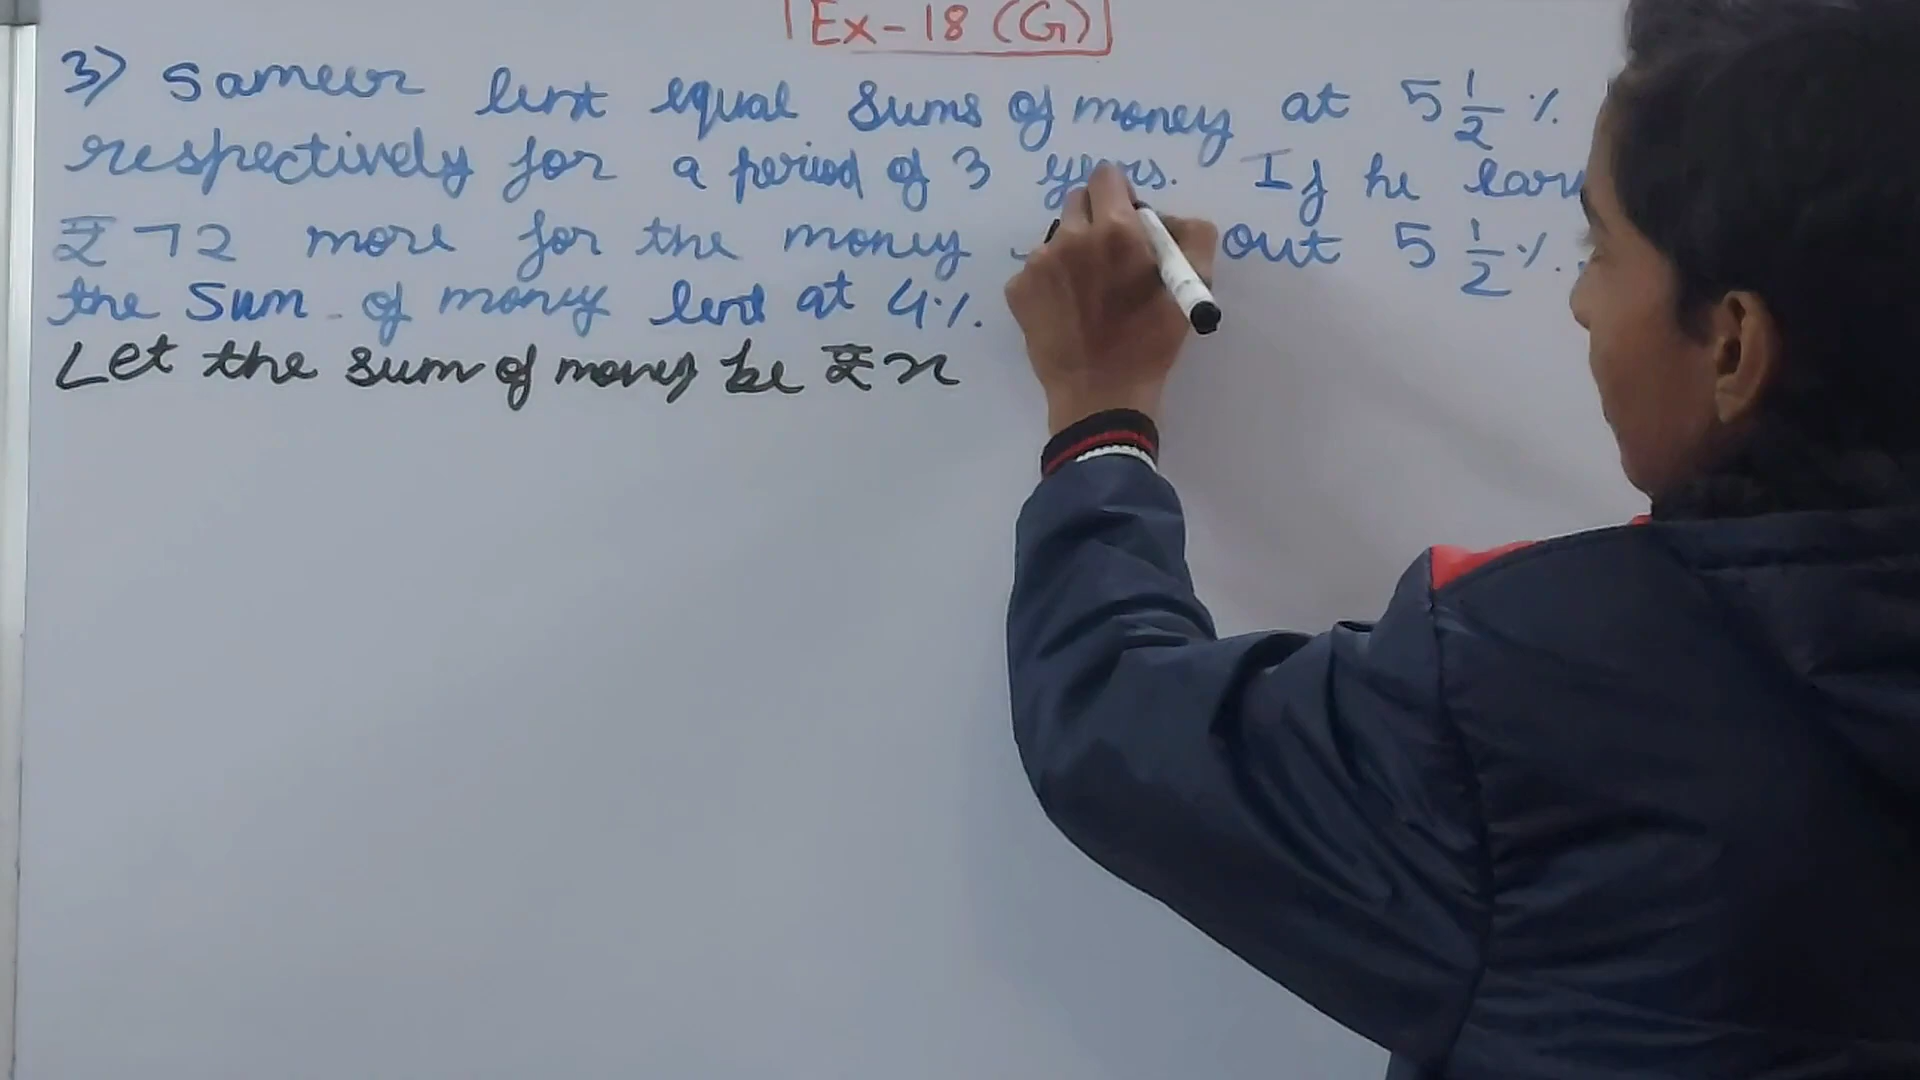 Ex-18 (G)
3) Sameer lent equal sums of money at 5 1/2 %
respectively for a period of 3 years. If he
₹ 72 more for the money out 5 1/2 %.
the sum of money lent at 4%.
Let the sum of money be ₹ x